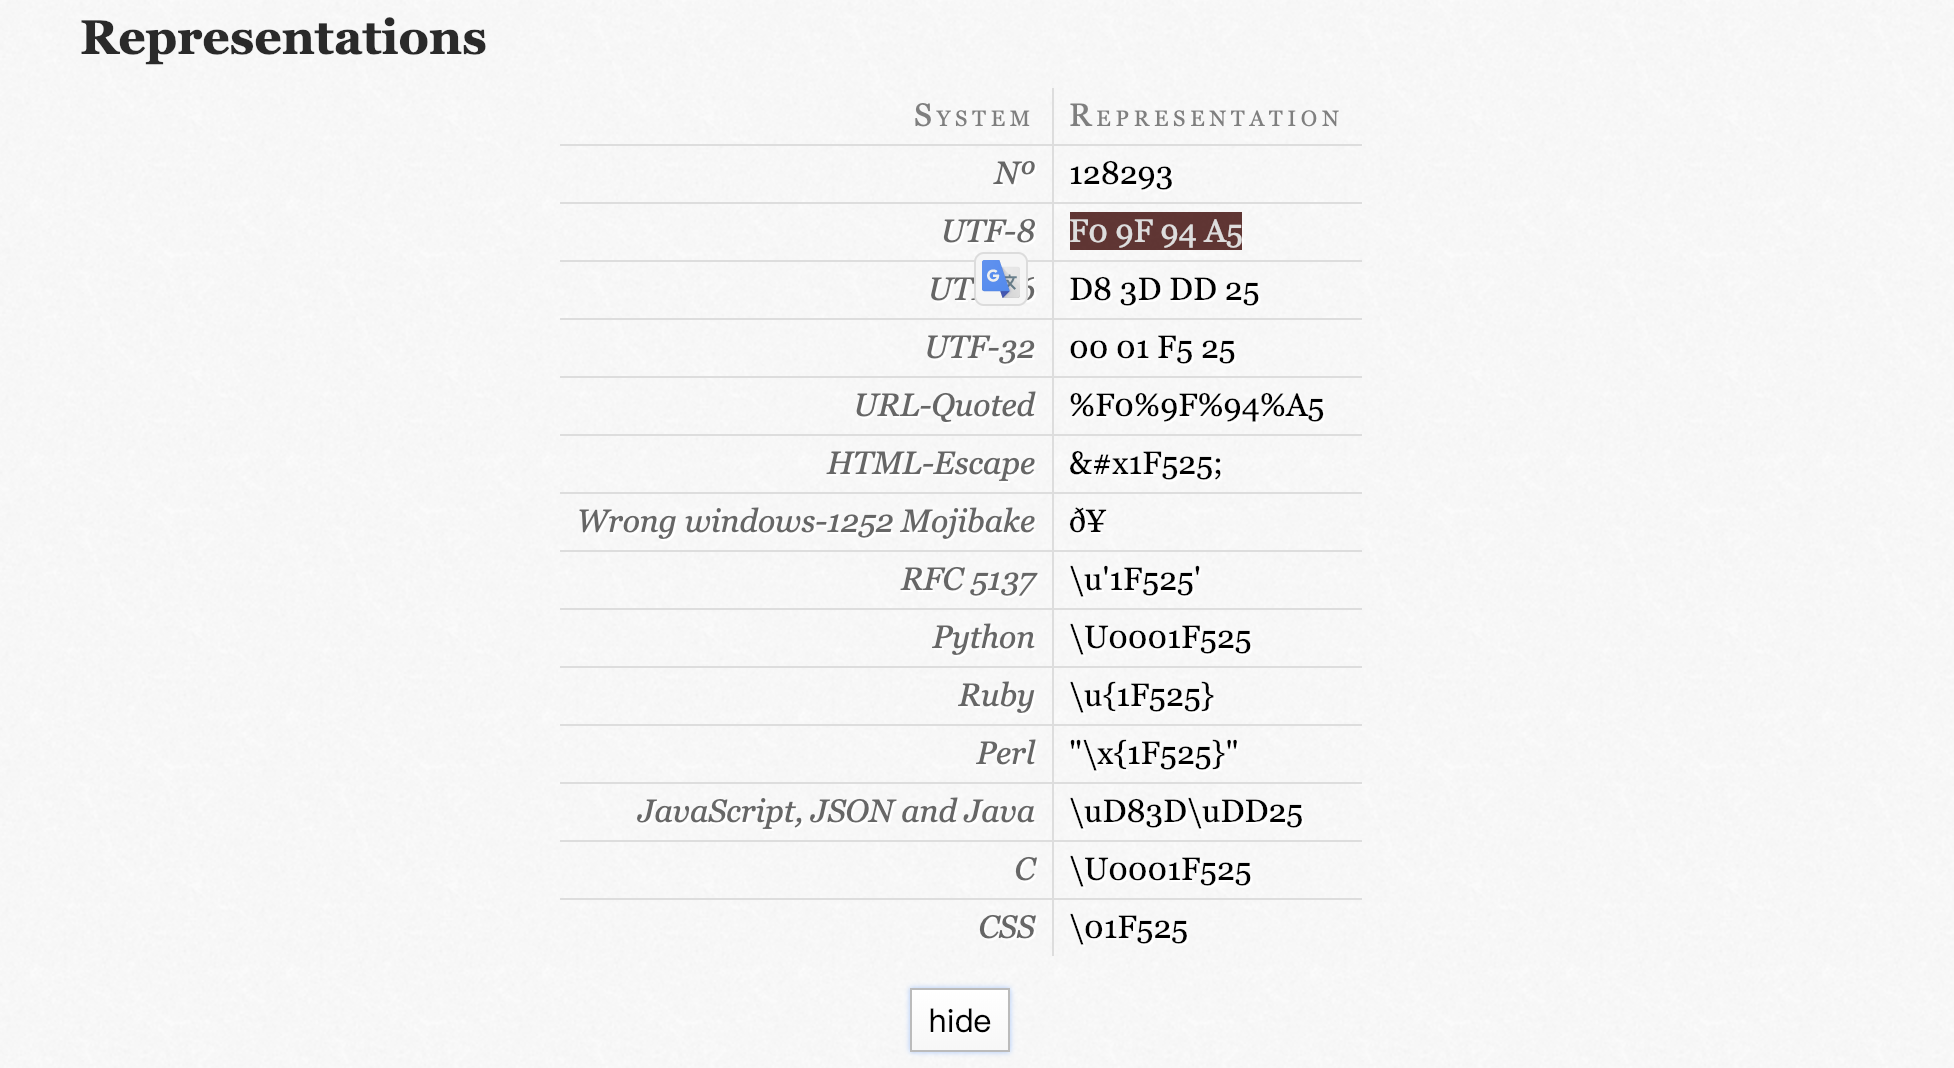 Representations
System Representation
Nº 128293
UTF-8 F0 9F 94 A5
UT 6 D8 3D DD 25
UTF-32 00 01 F5 25
URL-Quoted %F0%9F%94%A5
HTML-Escape &#x1F525;
Wrong windows-1252 Mojibake ð¥
RFC 5137 \u'1F525'
Python \U0001F525
Ruby \u{1F525}
Perl "\x{1F525}"
JavaScript, JSON and Java \uD83D\uDD25
C \U0001F525
CSS \01F525
hide